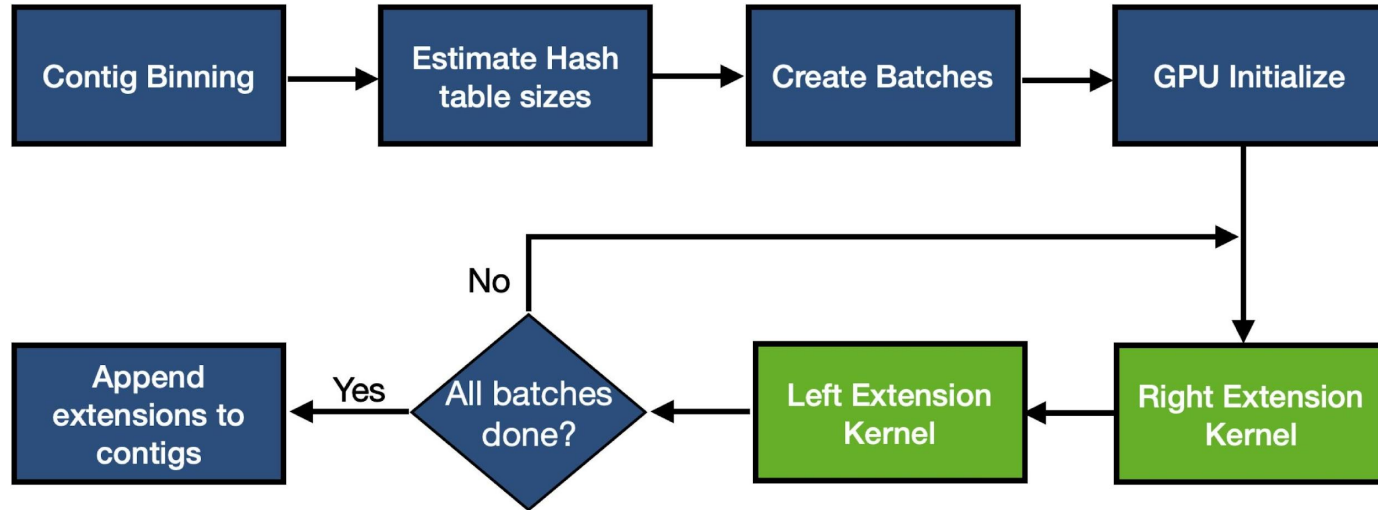 Contig Binning
Estimate Hash
table sizes
Create Batches
GPU Initialize
No
Append
extensions to
contigs
Yes
All batches
done?
Left Extension
Kernel
Right Extension
Kernel